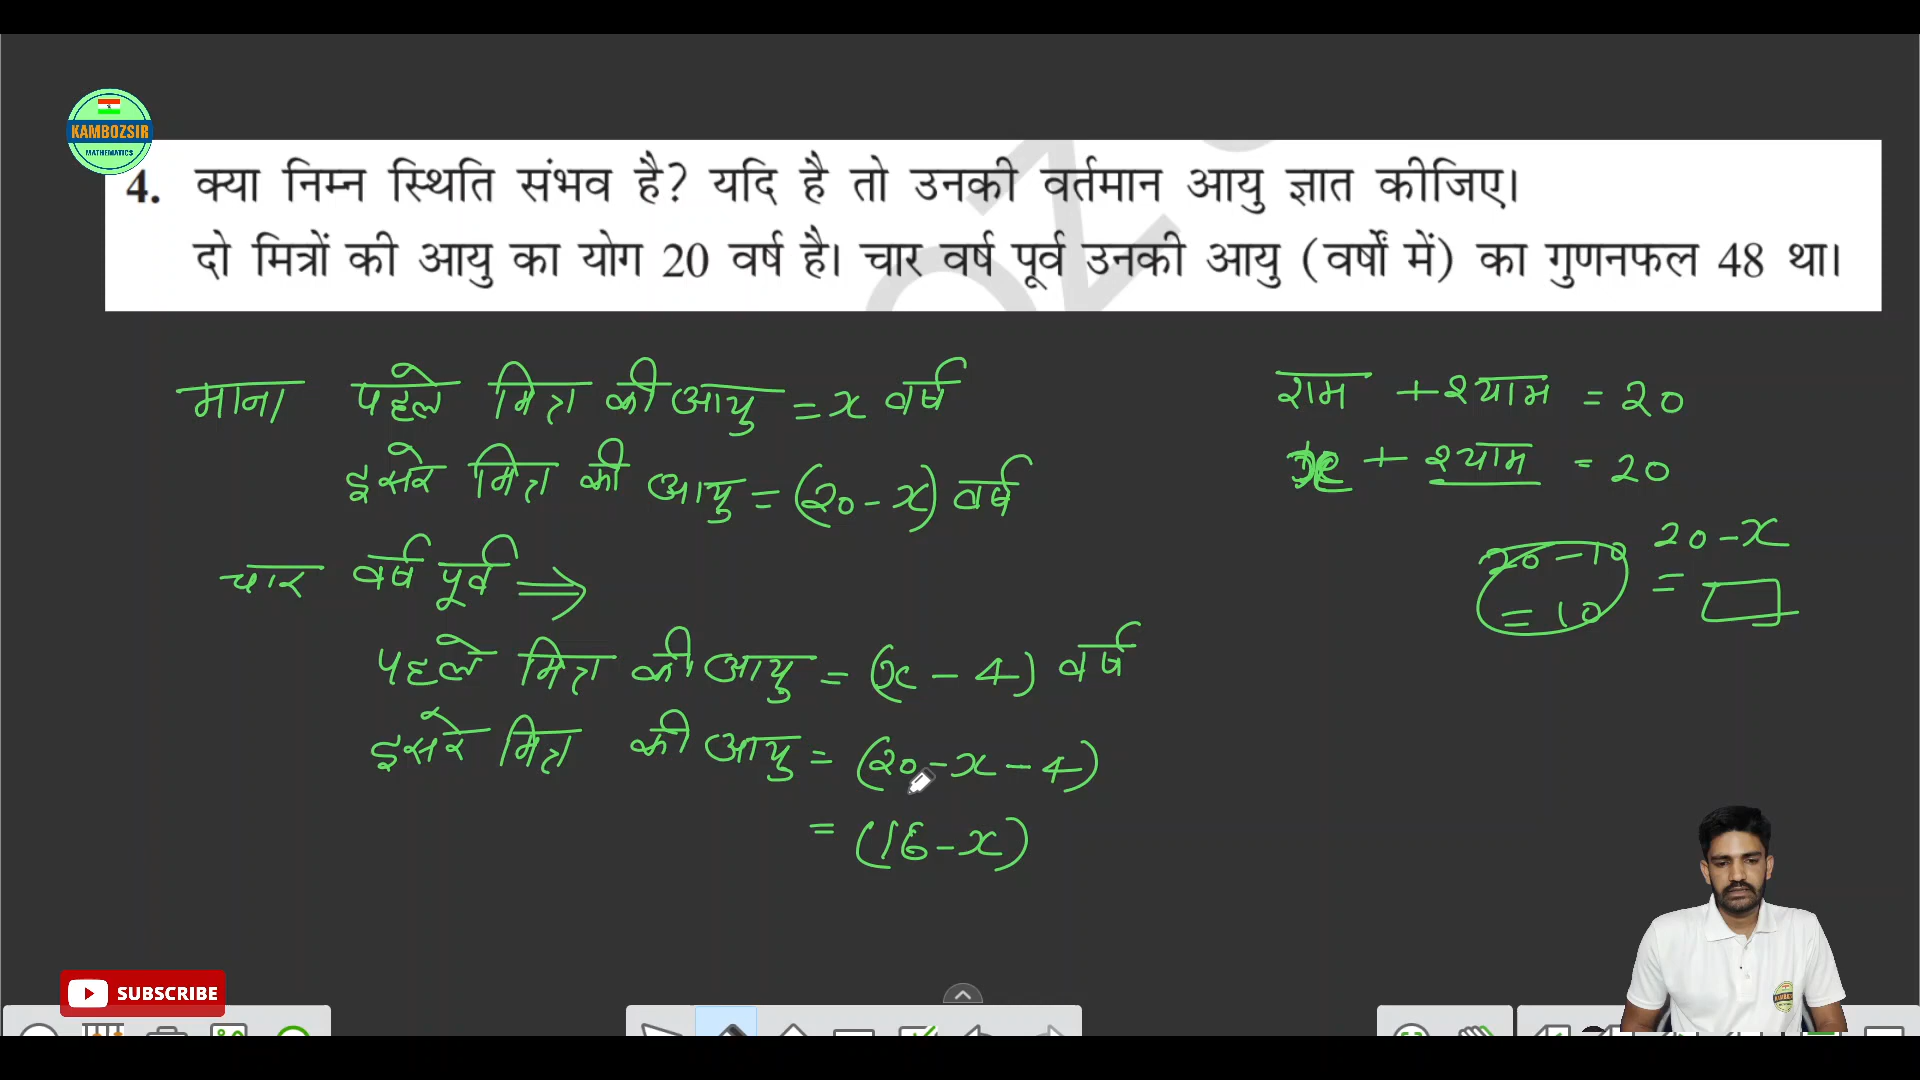 KAMBOZSIR
MATHEMATICS
4. क्या निम्न स्थिति संभव है? यदि है तो उनकी वर्तमान आयु ज्ञात कीजिए।
दो मित्रों की आयु का योग 20 वर्ष है। चार वर्ष पूर्व उनकी आयु (वर्षों में) का गुणनफल 48 था।
माना पहले मित्र की आयु = x वर्ष
दूसरे मित्र की आयु = (20 - x) वर्ष
चार वर्ष पूर्व ⇒
पहले मित्र की आयु = (x - 4) वर्ष
दूसरे मित्र की आयु = (20 - x - 4)
= (16 - x)
राम + श्याम = 20
x + श्याम = 20
20 - x
20 - 10 =
= 10
SUBSCRIBE